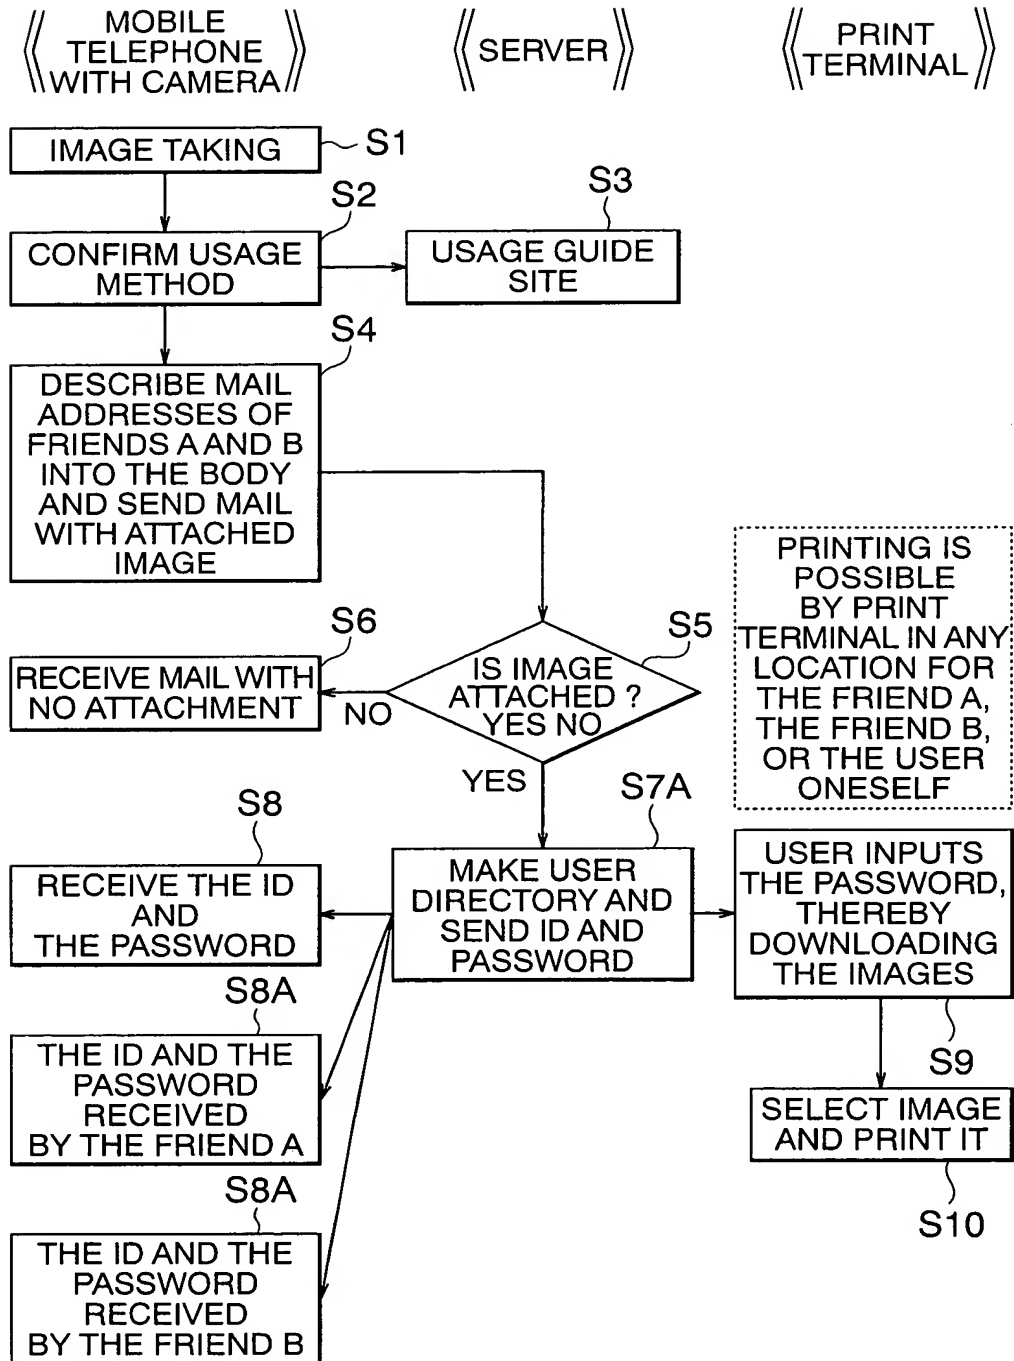 MOBILE
TELEPHONE
WITH CAMERA
SERVER
PRINT
TERMINAL
IMAGE TAKING
S1
S2
CONFIRM USAGE
METHOD
S3
USAGE GUIDE
SITE
S4
DESCRIBE MAIL
ADDRESSES OF
FRIENDS A AND B
INTO THE BODY
AND SEND MAIL
WITH ATTACHED
IMAGE
S6
RECEIVE MAIL WITH
NO ATTACHMENT
NO
S5
IS IMAGE
ATTACHED ?
YES NO
YES
PRINTING IS
POSSIBLE
BY PRINT
TERMINAL IN ANY
LOCATION FOR
THE FRIEND A,
THE FRIEND B,
OR THE USER
ONESELF
S7A
MAKE USER
DIRECTORY AND
SEND ID AND
PASSWORD
S8
RECEIVE THE ID
AND
THE PASSWORD
USER INPUTS
THE PASSWORD,
THEREBY
DOWNLOADING
THE IMAGES
S9
S8A
THE ID AND THE
PASSWORD
RECEIVED
BY THE FRIEND A
SELECT IMAGE
AND PRINT IT
S10
S8A
THE ID AND THE
PASSWORD
RECEIVED
BY THE FRIEND B